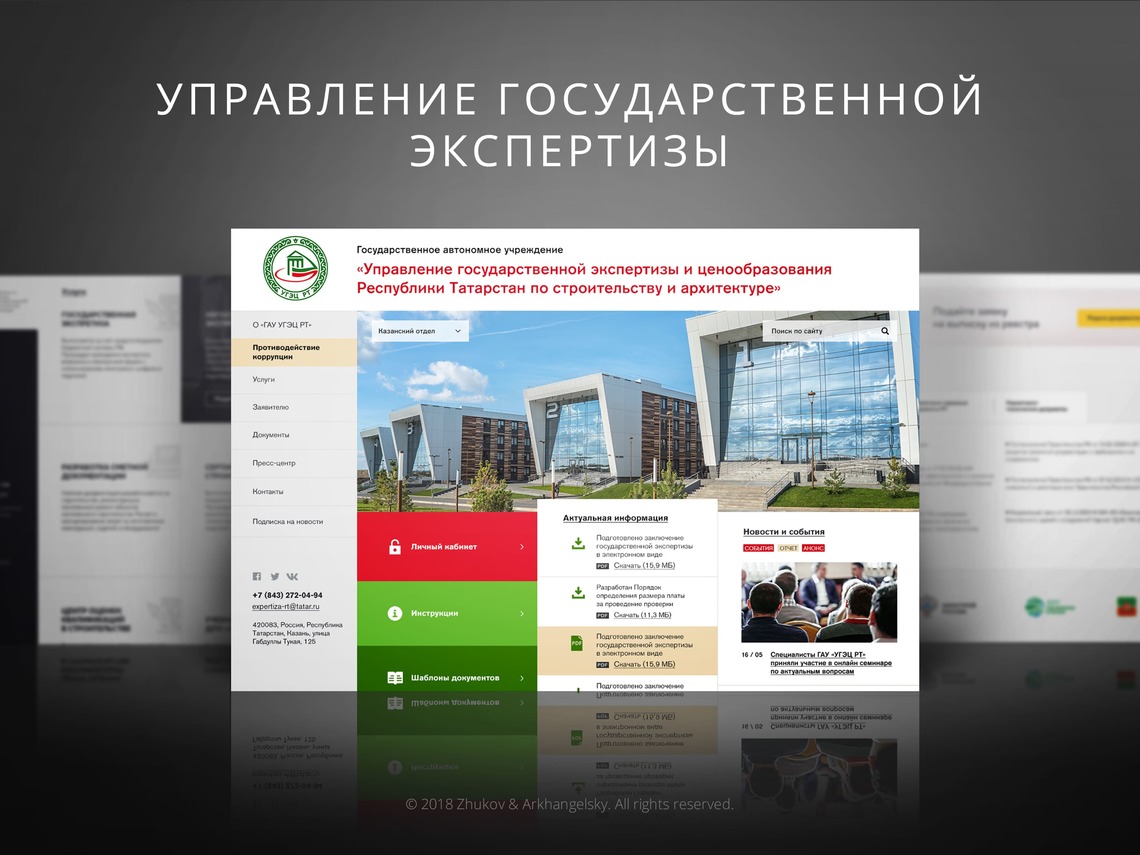 УПРАВЛЕНИЕ ГОСУДАРСТВЕННОЙ
ЭКСПЕРТИЗЫ
УГЭЦ РТ
Государственное автономное учреждение
«Управление государственной экспертизы и ценообразования
Республики Татарстан по строительству и архитектуре»
О «ГАУ УГЭЦ РТ»
Противодействие
коррупции
Услуги
Заявителю
Документы
Пресс-центр
Контакты
Подписка на новости
+7 (843) 272-04-94
expertiza-rt@tatar.ru
420083, Россия, Республика
Татарстан, Казань, улица
Габдуллы Тукая, 125
Казанский отдел
Поиск по сайту
1
2
3
Личный кабинет
Инструкции
Шаблоны документов
Актуальная информация
Подготовлено заключение
государственной экспертизы
в электронном виде
PDF Скачать (15,9 МБ)
Разработан Порядок
определения размера платы
за проведение проверки
PDF Скачать (11,3 МБ)
PDF
Подготовлено заключение
государственной экспертизы
в электронном виде
PDF Скачать (15,9 МБ)
Подготовлено заключение
Новости и события
СОБЫТИЯ ОТЧЕТ АНОНС
16 / 05 Специалисты ГАУ «УГЭЦ РТ»
приняли участие в онлайн семинаре
по актуальным вопросам
Подайте заявку
на выписку из реестра
© 2018 Zhukov & Arkhangelsky. All rights reserved.